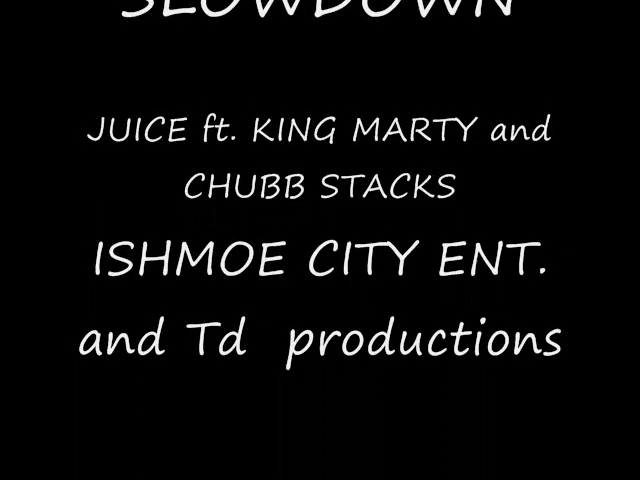 SLOWDOWN
JUICE ft. KING MARTY and
CHUBB STACKS
ISHMOE CITY ENT.
and Td productions